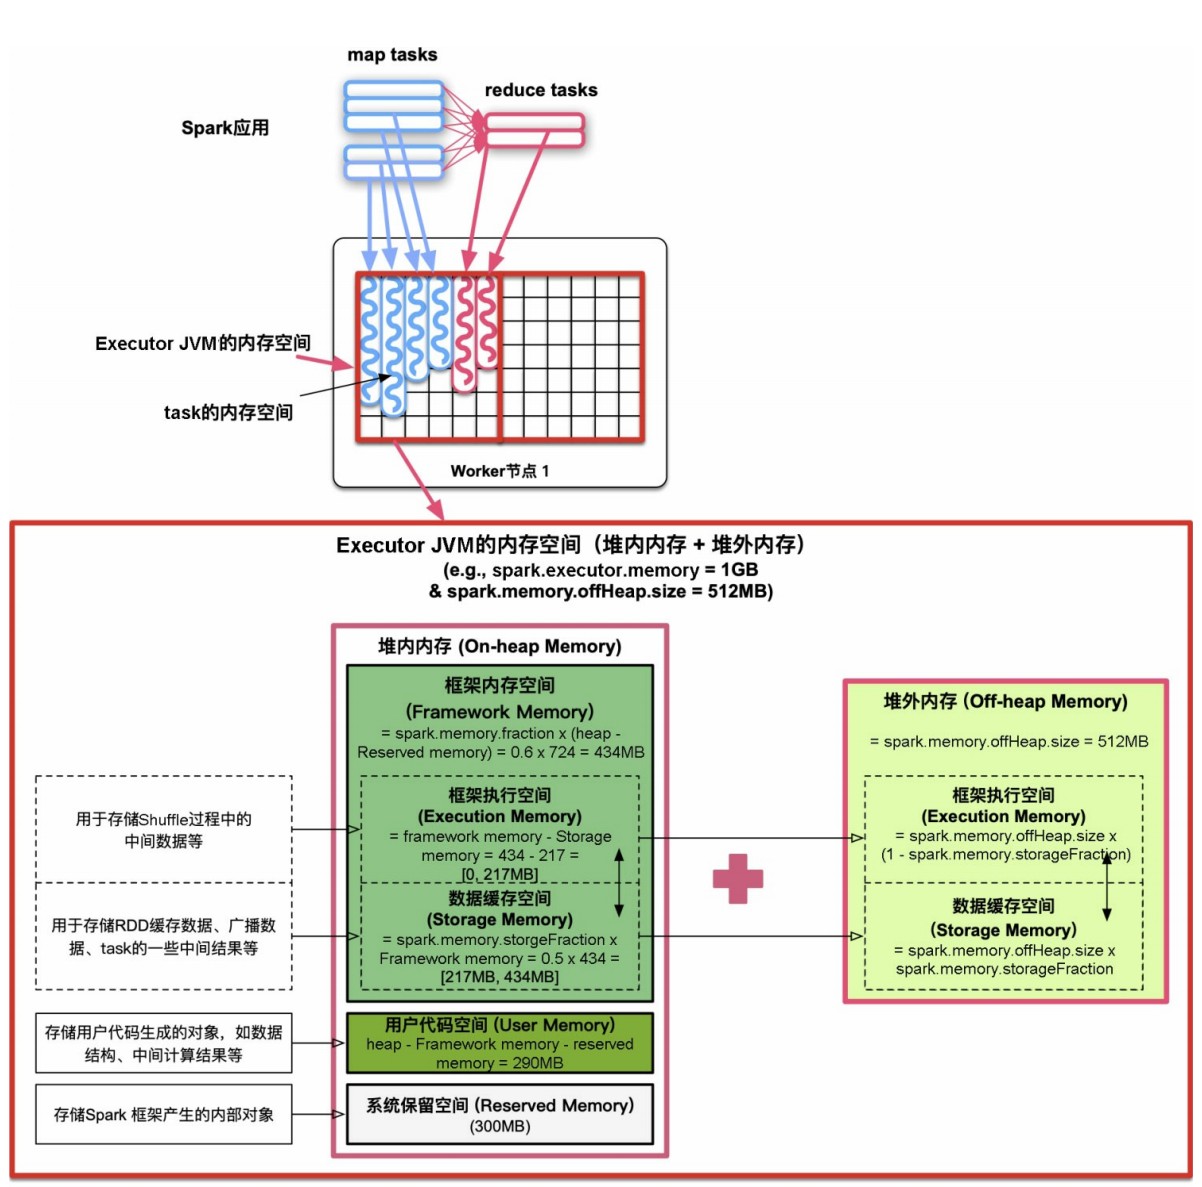 map tasks
reduce tasks
Spark应用
Executor JVM的内存空间
task的内存空间
Worker节点 1
Executor JVM的内存空间（堆内内存 + 堆外内存）
(e.g., spark.executor.memory = 1GB
& spark.memory.offHeap.size = 512MB)
堆内内存 (On-heap Memory)
框架内存空间
(Framework Memory)
= spark.memory.fraction x (heap -
Reserved memory) = 0.6 x 724 = 434MB
用于存储Shuffle过程中的
中间数据等
框架执行空间
(Execution Memory)
= framework memory - Storage
memory = 434 - 217 =
[0, 217MB]
用于存储RDD缓存数据、广播数
据、task的一些中间结果等
数据缓存空间
(Storage Memory)
= spark.memory.storgeFraction x
Framework memory = 0.5 x 434 =
[217MB, 434MB]
存储用户代码生成的对象，如数据
结构、中间计算结果等
用户代码空间 (User Memory)
heap - Framework memory - reserved
memory = 290MB
存储Spark 框架产生的内部对象
系统保留空间 (Reserved Memory)
(300MB)
堆外内存 (Off-heap Memory)
= spark.memory.offHeap.size = 512MB
框架执行空间
(Execution Memory)
= spark.memory.offHeap.size x
(1 - spark.memory.storageFraction)
数据缓存空间
(Storage Memory)
= spark.memory.offHeap.size x
spark.memory.storageFraction